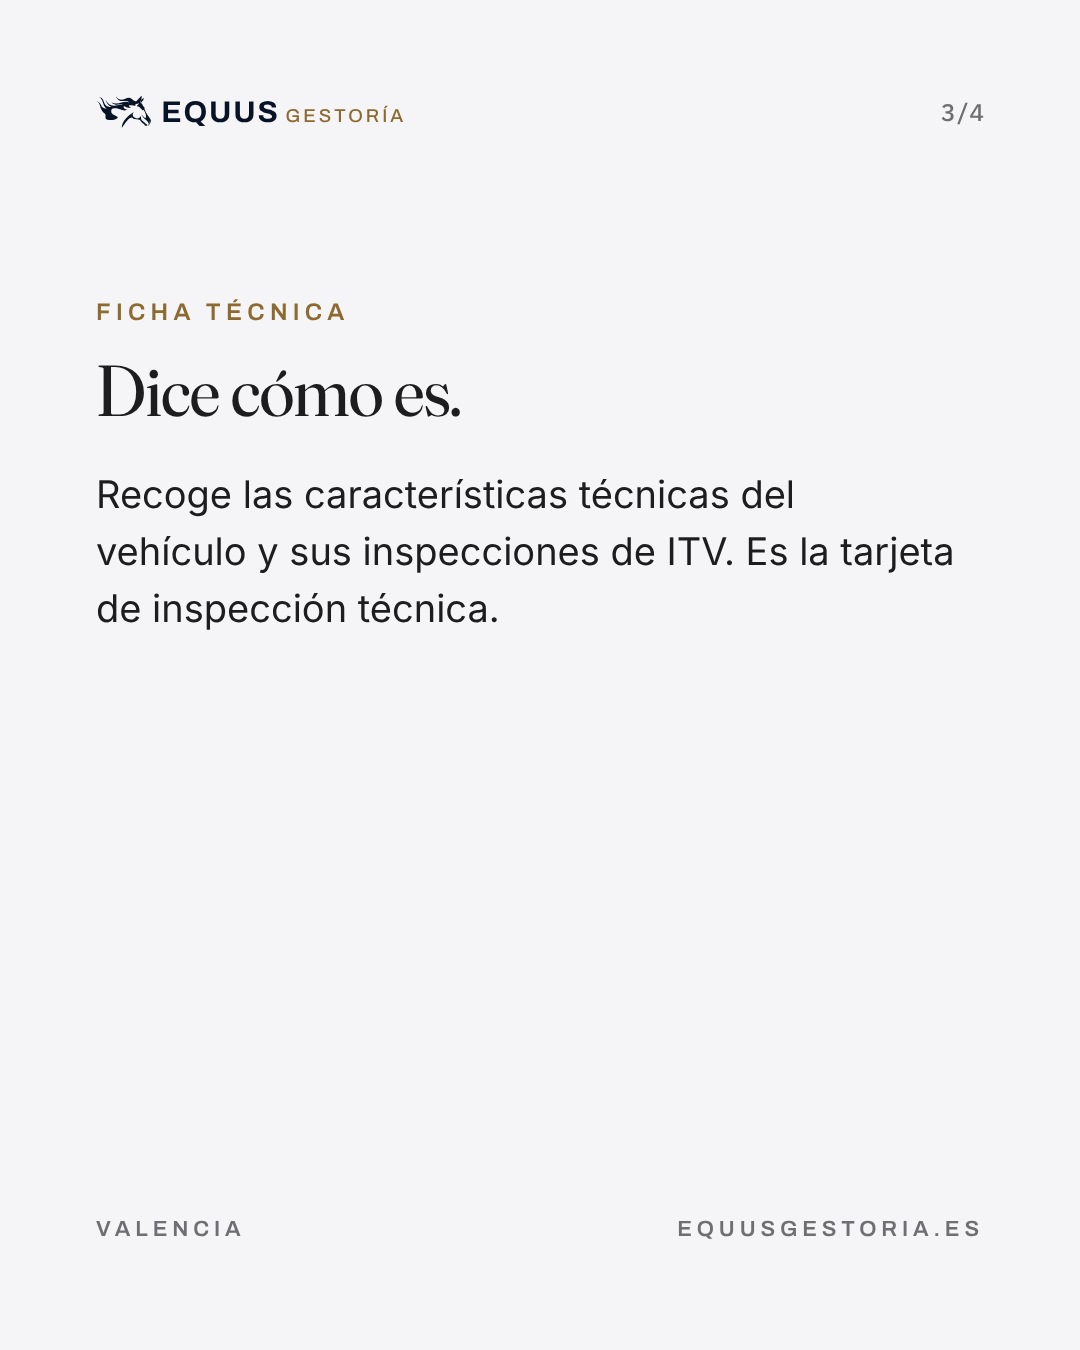 EQUUS GESTORÍA
3/4
FICHA TÉCNICA
Dice cómo es.
Recoge las características técnicas del
vehículo y sus inspecciones de ITV. Es la tarjeta
de inspección técnica.
VALENCIA
EQUUSGESTORIA.ES